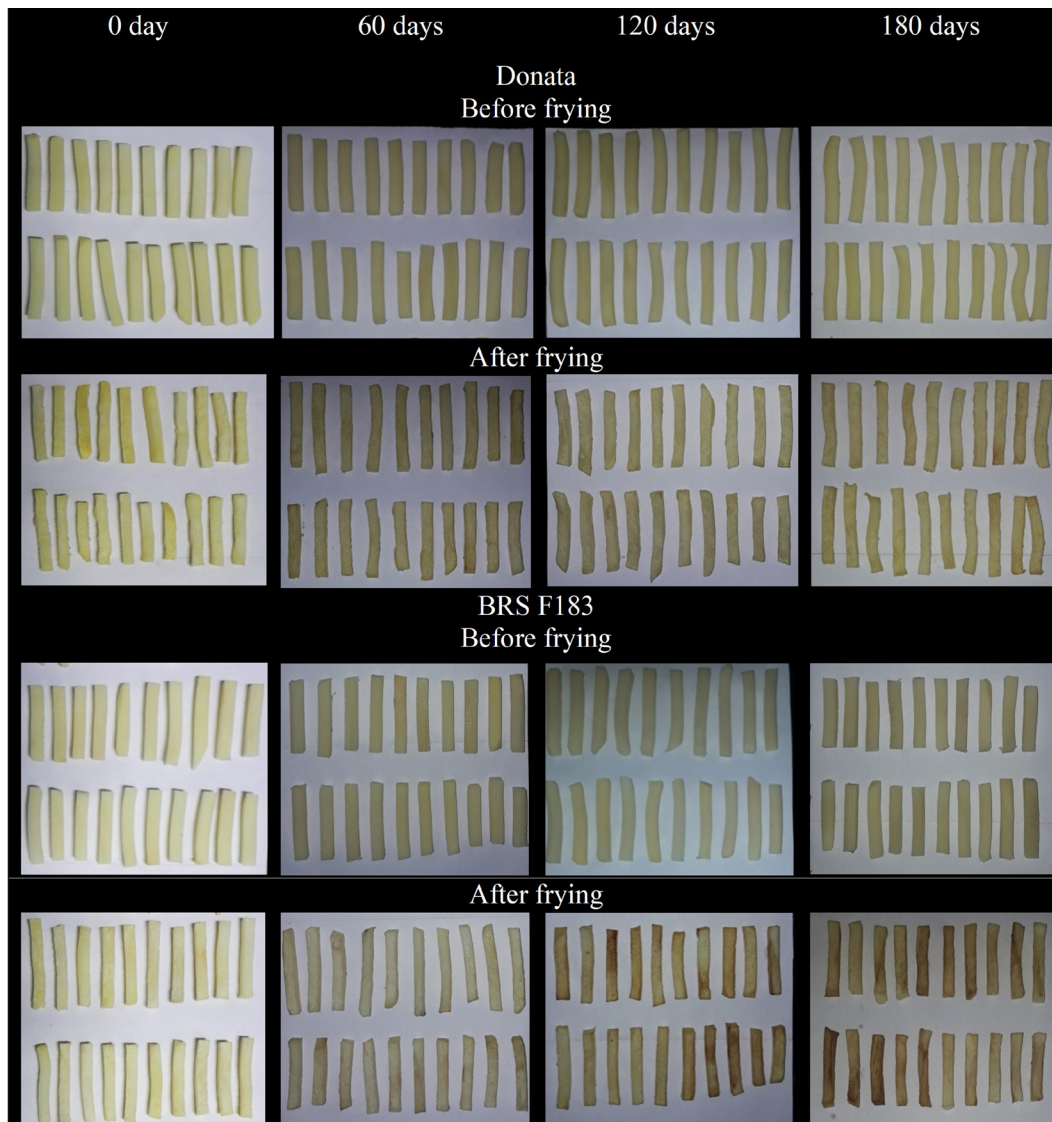 0 day 60 days 120 days 180 days
Donata
Before frying
After frying
BRS F183
Before frying
After frying